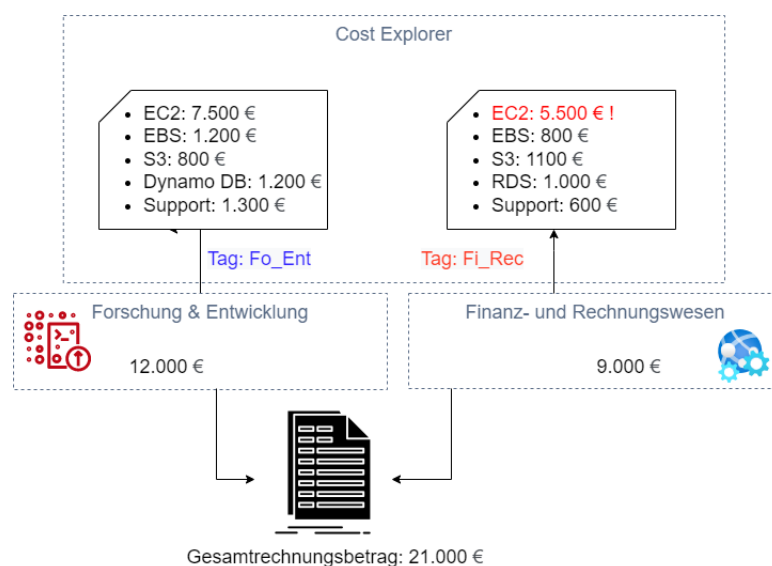 Cost Explorer
EC2: 7.500 €
EBS: 1.200 €
S3: 800 €
Dynamo DB: 1.200 €
Support: 1.300 €
EC2: 5.500 € !
EBS: 800 €
S3: 1100 €
RDS: 1.000 €
Support: 600 €
Tag: Fo_Ent
Tag: Fi_Rec
Forschung & Entwicklung
12.000 €
Finanz- und Rechnungswesen
9.000 €
Gesamtrechnungsbetrag: 21.000 €